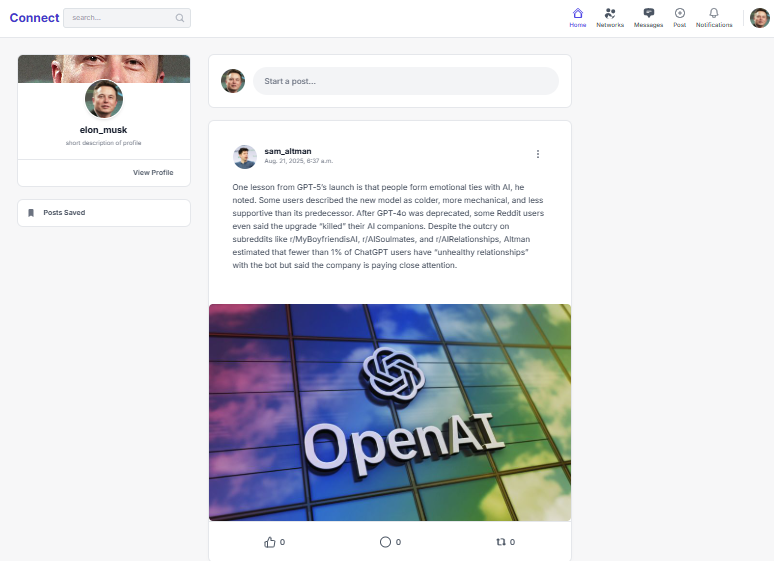 Connect
search...
Home
Networks
Messages
Post
Notifications
elon_musk
short description of profile
View Profile
Posts Saved
Start a post...
sam_altman
Aug. 21, 2025, 6:37 a.m.
One lesson from GPT-5's launch is that people form emotional ties with AI, he
noted. Some users described the new model as colder, more mechanical, and less
supportive than its predecessor. After GPT-4o was deprecated, some Reddit users
even said the upgrade “killed” their AI companions. Despite the outcry on
subreddits like r/MyBoyfriendisAI, r/AISoulmates, and r/AIRelationships, Altman
estimated that fewer than 1% of ChatGPT users have “unhealthy relationships”
with the bot but said the company is paying close attention.
OpenAI
0
0
0